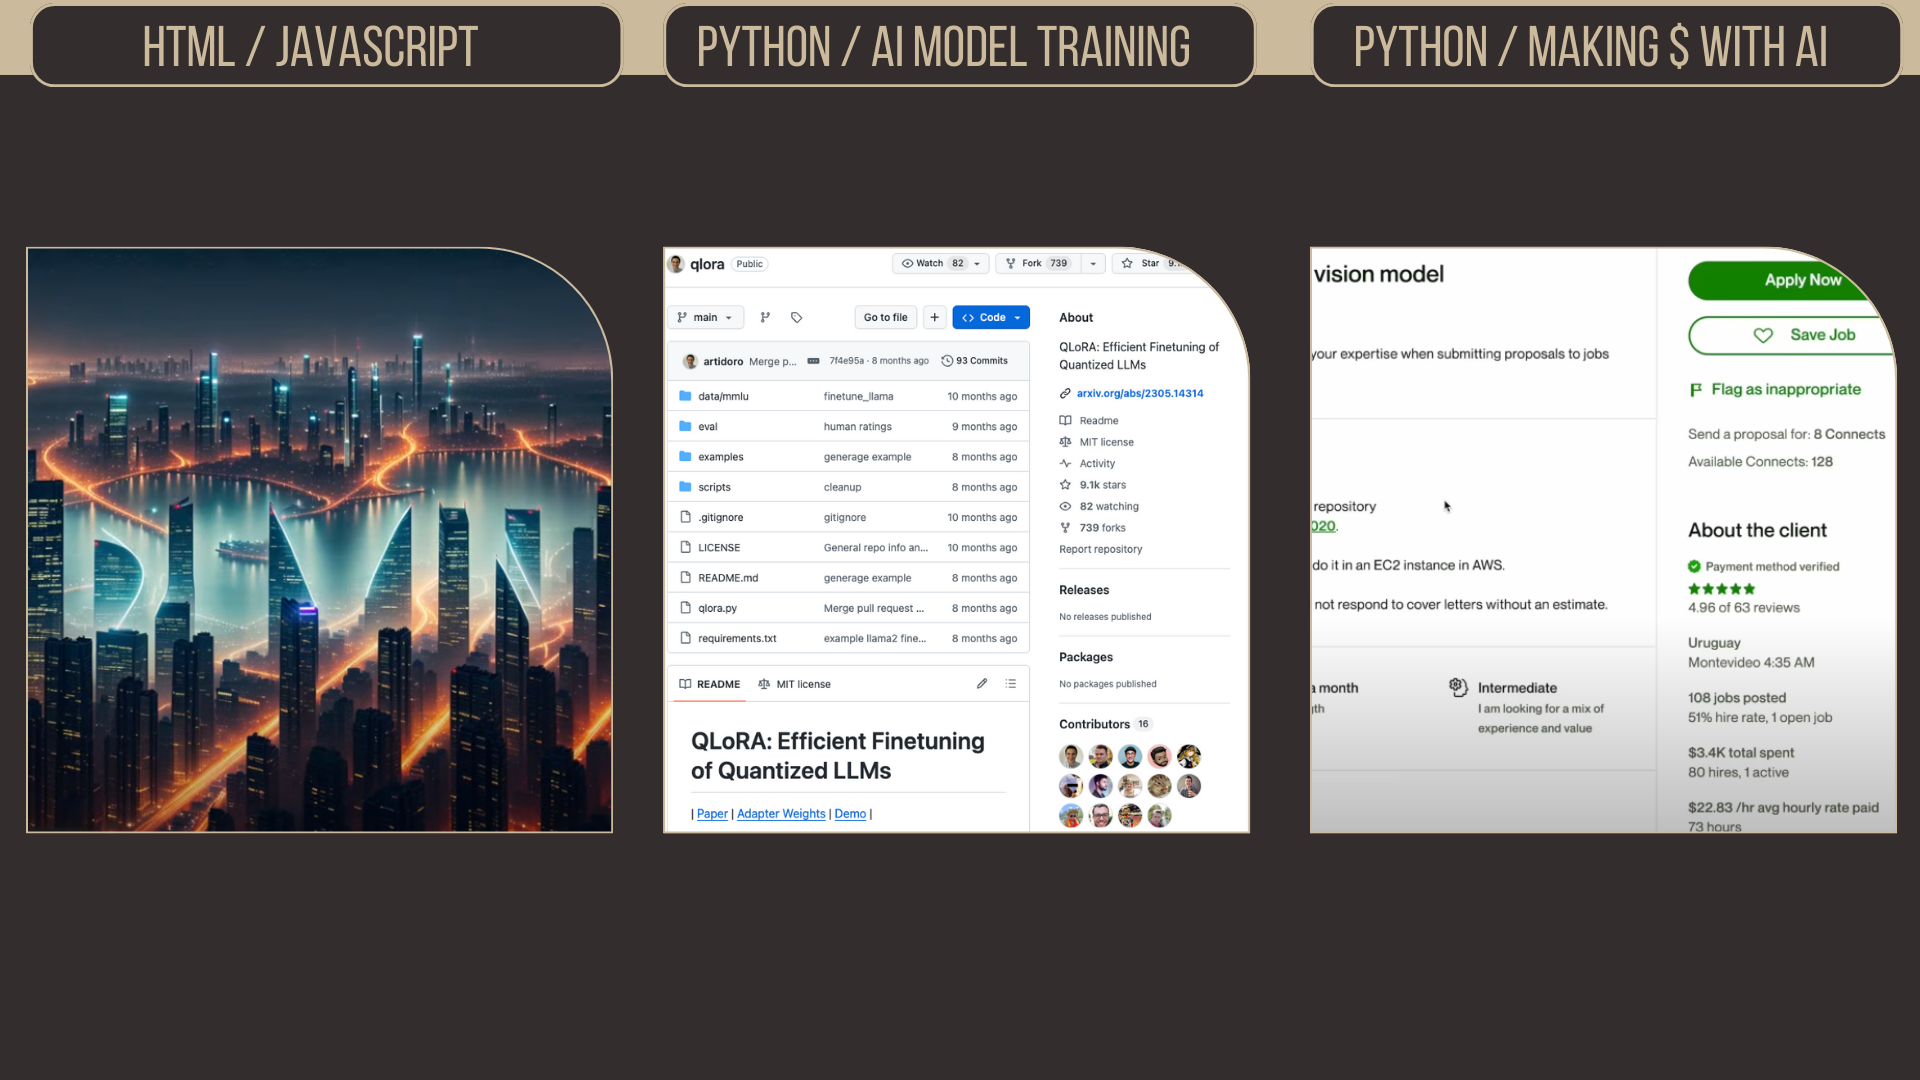 HTML / JAVASCRIPT
PYTHON / AI MODEL TRAINING
PYTHON / MAKING $ WITH AI
qlora Public
Watch 82
Fork 739
Star
main
Go to file
+
Code
artidoro Merge p... 7f4e95a · 8 months ago 93 Commits
data/mmlu finetune_llama 10 months ago
eval human ratings 9 months ago
examples generage example 8 months ago
scripts cleanup 8 months ago
.gitignore gitignore 10 months ago
LICENSE General repo info an... 10 months ago
README.md generage example 8 months ago
qlora.py Merge pull request ... 8 months ago
requirements.txt example llama2 fine... 8 months ago
README MIT license
QLoRA: Efficient Finetuning
of Quantized LLMs
| Paper | Adapter Weights | Demo |
About
QLoRA: Efficient Finetuning of
Quantized LLMs
arxiv.org/abs/2305.14314
Readme
MIT license
Activity
9.1k stars
82 watching
739 forks
Report repository
Releases
No releases published
Packages
No packages published
Contributors 16
vision model
your expertise when submitting proposals to jobs
repository
020.
do it in an EC2 instance in AWS.
not respond to cover letters without an estimate.
a month
Intermediate
I am looking for a mix of
experience and value
Apply Now
Save Job
Flag as inappropriate
Send a proposal for: 8 Connects
Available Connects: 128
About the client
Payment method verified
4.96 of 63 reviews
Uruguay
Montevideo 4:35 AM
108 jobs posted
51% hire rate, 1 open job
$3.4K total spent
80 hires, 1 active
$22.83 /hr avg hourly rate paid
73 hours